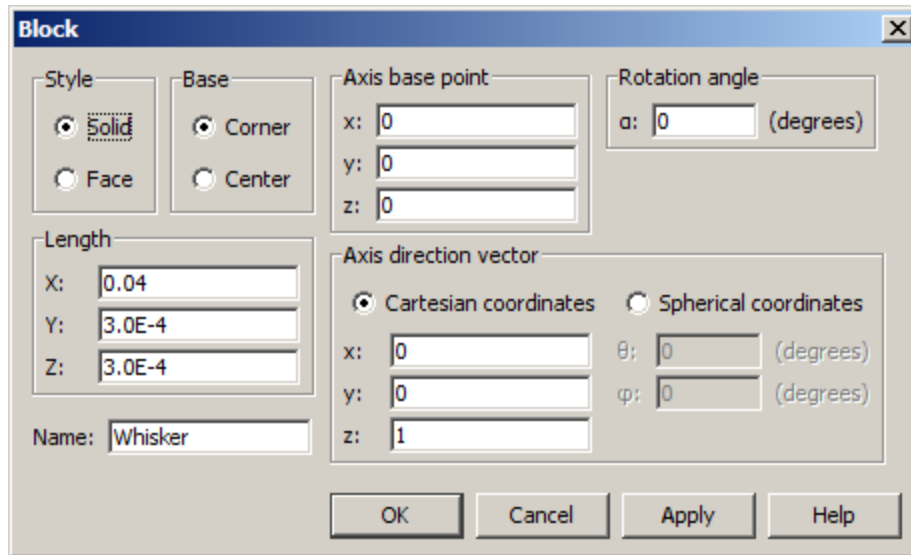 Block
Style
Solid
Face
Base
Corner
Center
Length
X: 0.04
Y: 3.0E-4
Z: 3.0E-4
Name: Whisker
Axis base point
x: 0
y: 0
z: 0
Rotation angle
α: 0 (degrees)
Axis direction vector
Cartesian coordinates Spherical coordinates
x: 0 θ: 0 (degrees)
y: 0 φ: 0 (degrees)
z: 1
OK Cancel Apply Help